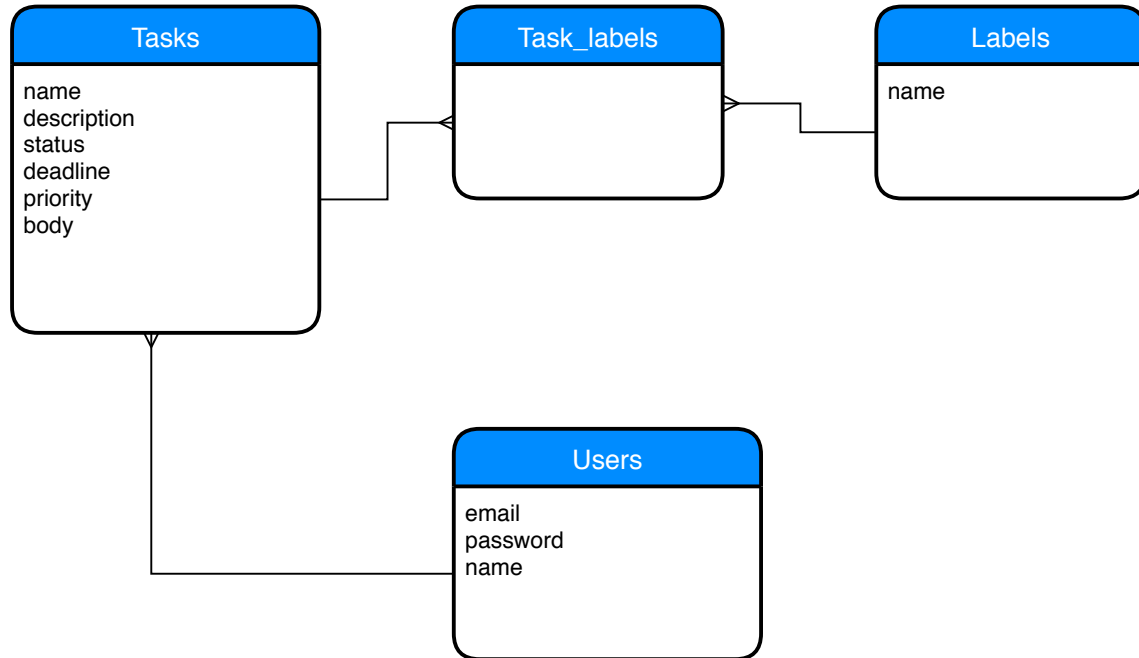 Tasks
name
description
status
deadline
priority
body
Task_labels
Labels
name
Users
email
password
name